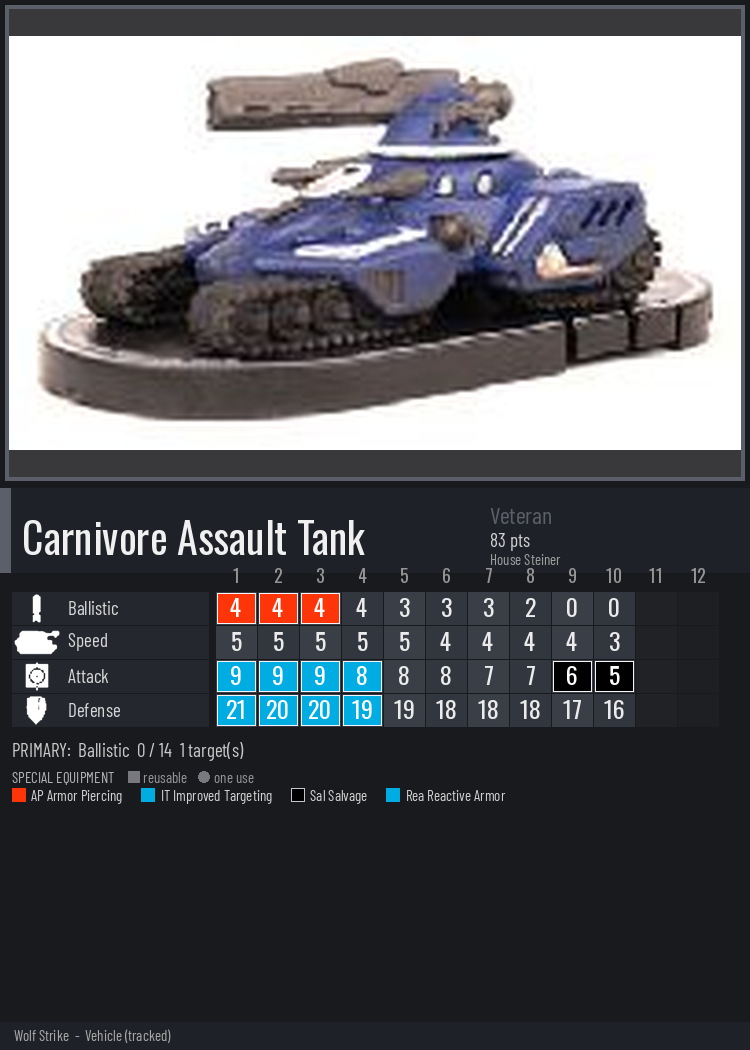 Carnivore Assault Tank
Veteran
83 pts
House Steiner
1 2 3 4 5 6 7 8 9 10 11 12
Ballistic 4 4 4 4 3 3 3 2 0 0
Speed 5 5 5 5 5 4 4 4 4 3
Attack 9 9 9 8 8 8 7 7 6 5
Defense 21 20 20 19 19 18 18 18 17 16
PRIMARY: Ballistic 0 / 14 1 target(s)
SPECIAL EQUIPMENT reusable one use
AP Armor Piercing IT Improved Targeting Sal Salvage Rea Reactive Armor
Wolf Strike - Vehicle (tracked)